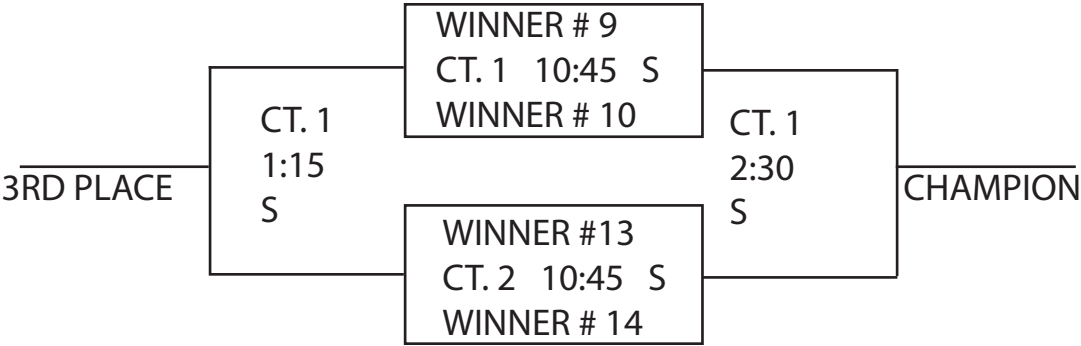 WINNER # 9
CT. 1 10:45 S
WINNER # 10
CT. 1
1:15
S
3RD PLACE
CT. 1
2:30
S
CHAMPION
WINNER #13
CT. 2 10:45 S
WINNER # 14